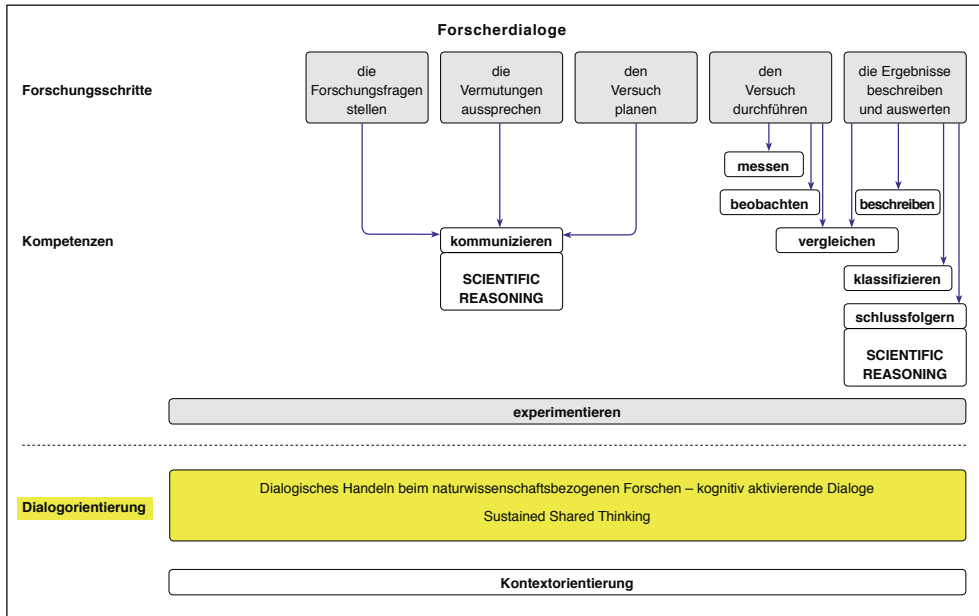 Forscherdialoge
Forschungsschritte
die
Forschungsfragen
stellen
die
Vermutungen
aussprechen
den
Versuch
planen
den
Versuch
durchführen
die Ergebnisse
beschreiben
und auswerten
messen
beobachten
beschreiben
Kompetenzen
kommunizieren
vergleichen
SCIENTIFIC
REASONING
klassifizieren
schlussfolgern
SCIENTIFIC
REASONING
experimentieren
Dialogorientierung
Dialogisches Handeln beim naturwissenschaftsbezogenen Forschen – kognitiv aktivierende Dialoge
Sustained Shared Thinking
Kontextorientierung